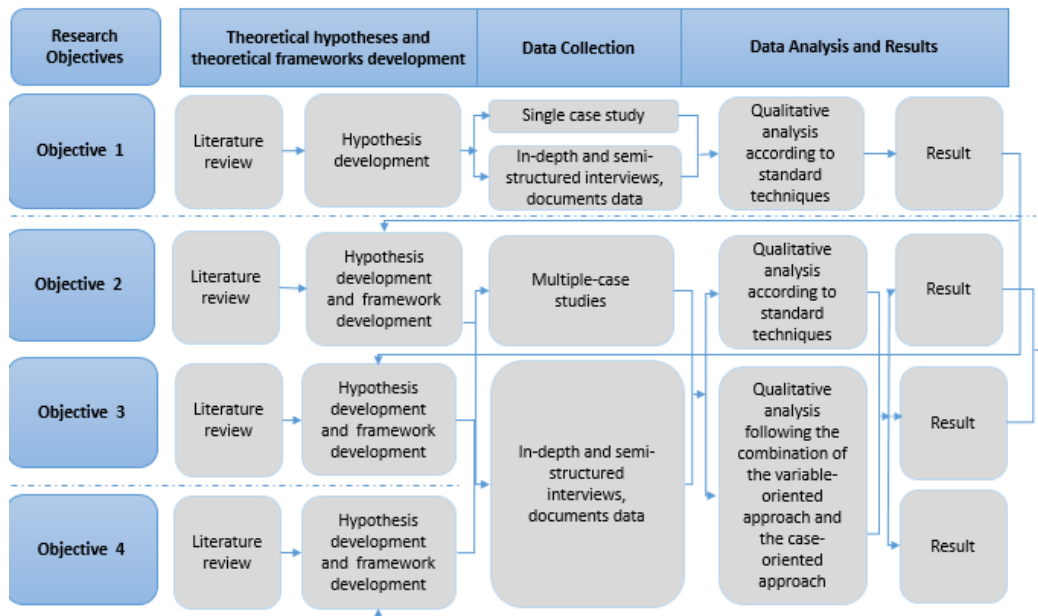 Research
Objectives
Theoretical hypotheses and
theoretical frameworks development
Data Collection
Data Analysis and Results
Objective 1
Literature
review
Hypothesis
development
Single case study
In-depth and semi-
structured interviews,
documents data
Qualitative
analysis
according to
standard
techniques
Result
Objective 2
Literature
review
Hypothesis
development
and framework
development
Multiple-case
studies
Qualitative
analysis
according to
standard
techniques
Result
Objective 3
Literature
review
Hypothesis
development
and framework
development
In-depth and semi-
structured
interviews,
documents data
Qualitative
analysis
following the
combination of
the variable-
oriented
approach and
the case-
oriented
approach
Result
Objective 4
Literature
review
Hypothesis
development
and framework
development
Result